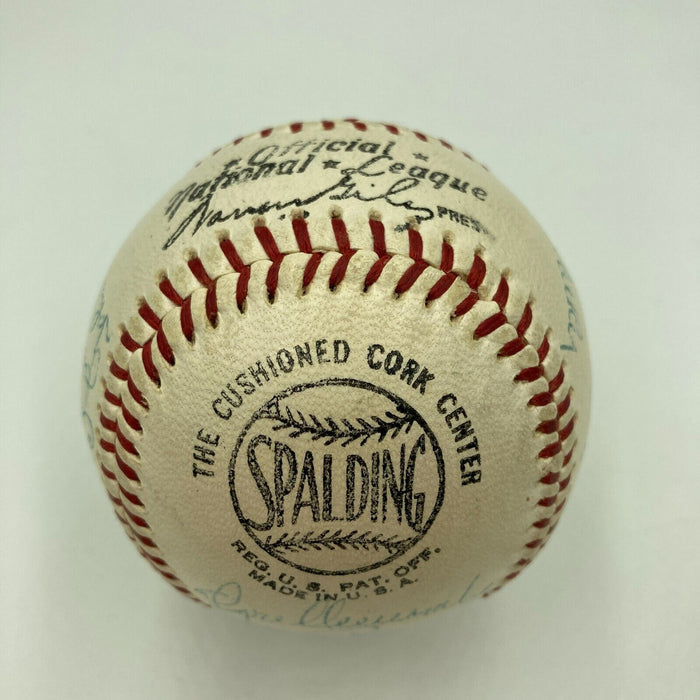 ★ Official ★
National ★ League
Warren Giles PRES.
THE CUSHIONED CORK CENTER
SPALDING
REG. U.S. PAT. OFF.
MADE IN U.S.A.